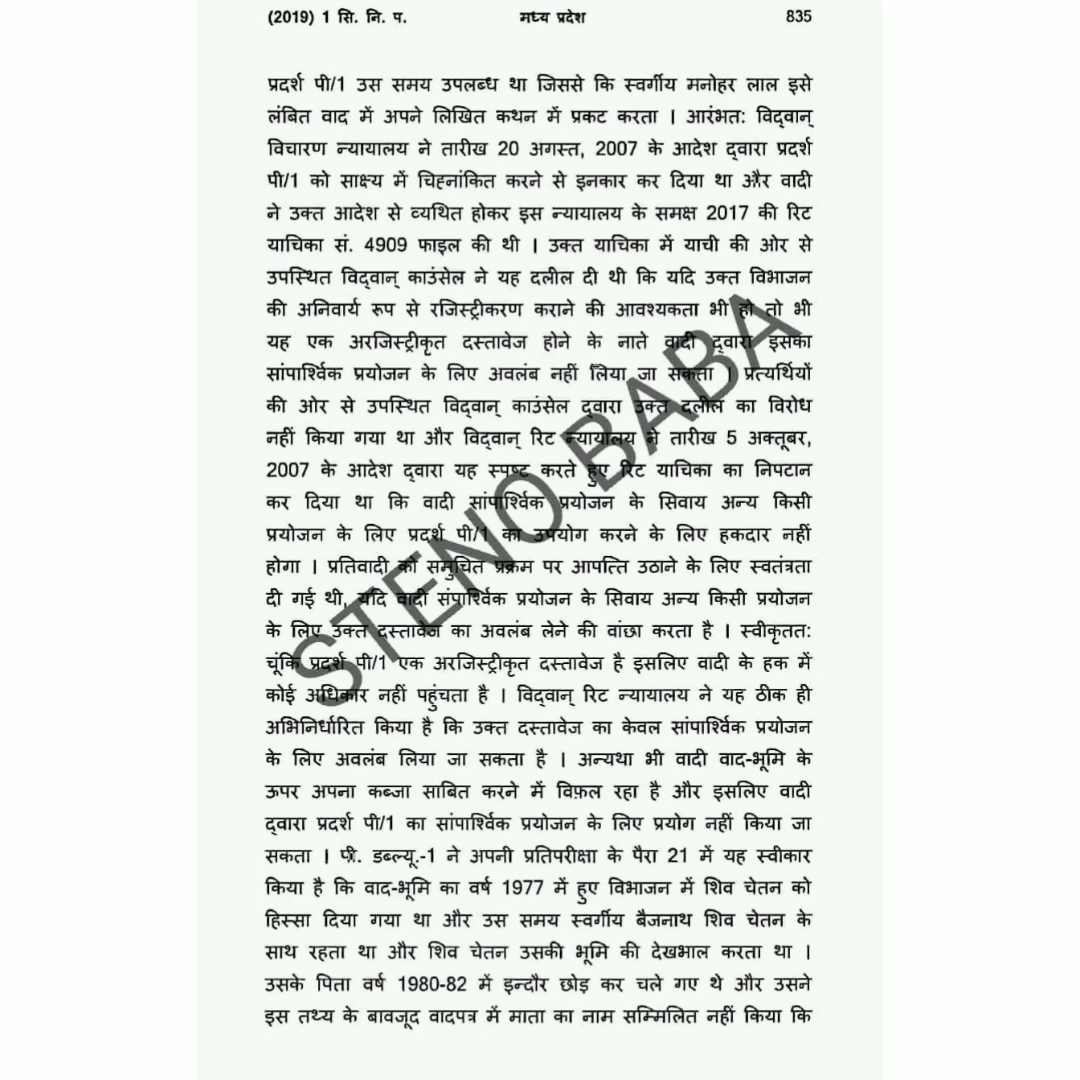 (2019) 1 सि. नि. प. मध्य प्रदेश 835
प्रदर्श पी/1 उस समय उपलब्ध था जिससे कि स्वर्गीय मनोहर लाल इसे
लंबित वाद में अपने लिखित कथन में प्रकट करता । आरंभत: विद्वान्
विचारण न्यायालय ने तारीख 20 अगस्त, 2007 के आदेश द्वारा प्रदर्श
पी/1 को साक्ष्य में चिह्नांकित करने से इनकार कर दिया था और वादी
ने उक्त आदेश से व्यथित होकर इस न्यायालय के समक्ष 2017 की रिट
याचिका सं. 4909 फाइल की थी । उक्त याचिका में याची की ओर से
उपस्थित विद्वान् काउंसेल ने यह दलील दी थी कि यदि उक्त विभाजन
की अनिवार्य रूप से रजिस्ट्रीकरण कराने की आवश्यकता भी हो तो भी
यह एक अरजिस्ट्रीकृत दस्तावेज होने के नाते वादी द्वारा इसका
सांपार्श्विक प्रयोजन के लिए अवलंब नहीं लिया जा सकता । प्रत्यर्थियों
की ओर से उपस्थित विद्वान् काउंसेल द्वारा उक्त दलील का विरोध
नहीं किया गया था और विद्वान् रिट न्यायालय ने तारीख 5 अक्तूबर,
2007 के आदेश द्वारा यह स्पष्ट करते हुए रिट याचिका का निपटान
कर दिया था कि वादी सांपार्श्विक प्रयोजन के सिवाय अन्य किसी
प्रयोजन के लिए प्रदर्श पी/1 का उपयोग करने के लिए हकदार नहीं
होगा । प्रतिवादी को समुचित प्रक्रम पर आपत्ति उठाने के लिए स्वतंत्रता
दी गई थी, यदि वादी संपार्श्विक प्रयोजन के सिवाय अन्य किसी प्रयोजन
के लिए उक्त दस्तावेज का अवलंब लेने की वांछा करता है । स्वीकृतत:
चूंकि प्रदर्श पी/1 एक अरजिस्ट्रीकृत दस्तावेज है इसलिए वादी के हक में
कोई अधिकार नहीं पहुंचता है । विद्वान् रिट न्यायालय ने यह ठीक ही
अभिनिर्धारित किया है कि उक्त दस्तावेज का केवल सांपार्श्विक प्रयोजन
के लिए अवलंब लिया जा सकता है । अन्यथा भी वादी वाद-भूमि के
ऊपर अपना कब्जा साबित करने में विफ़ल रहा है और इसलिए वादी
द्वारा प्रदर्श पी/1 का सांपार्श्विक प्रयोजन के लिए प्रयोग नहीं किया जा
सकता । पी. डब्ल्यू.-1 ने अपनी प्रतिपरीक्षा के पैरा 21 में यह स्वीकार
किया है कि वाद-भूमि का वर्ष 1977 में हुए विभाजन में शिव चेतन को
हिस्सा दिया गया था और उस समय स्वर्गीय बैजनाथ शिव चेतन के
साथ रहता था और शिव चेतन उसकी भूमि की देखभाल करता था ।
उसके पिता वर्ष 1980-82 में इन्दौर छोड़ कर चले गए थे और उसने
इस तथ्य के बावजूद वादपत्र में माता का नाम सम्मिलित नहीं किया कि
STENO BABA